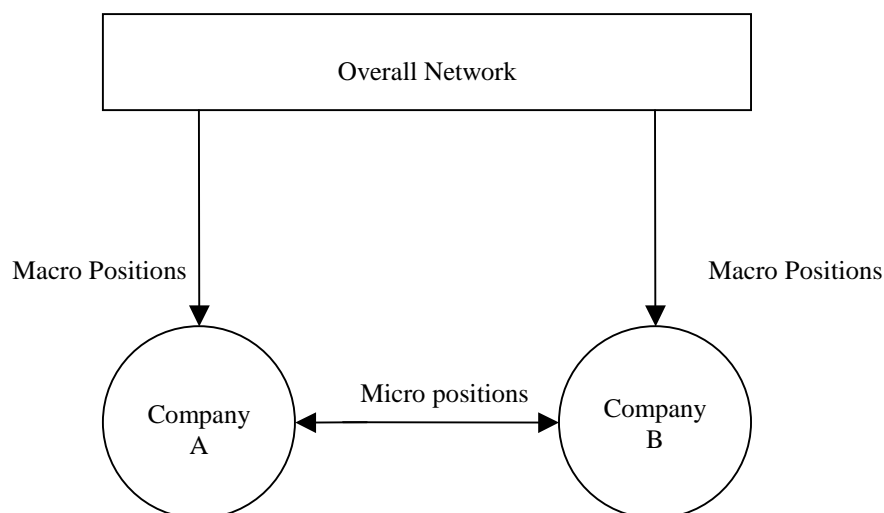 Overall Network
Macro Positions
Macro Positions
Micro positions
Company
A
Company
B